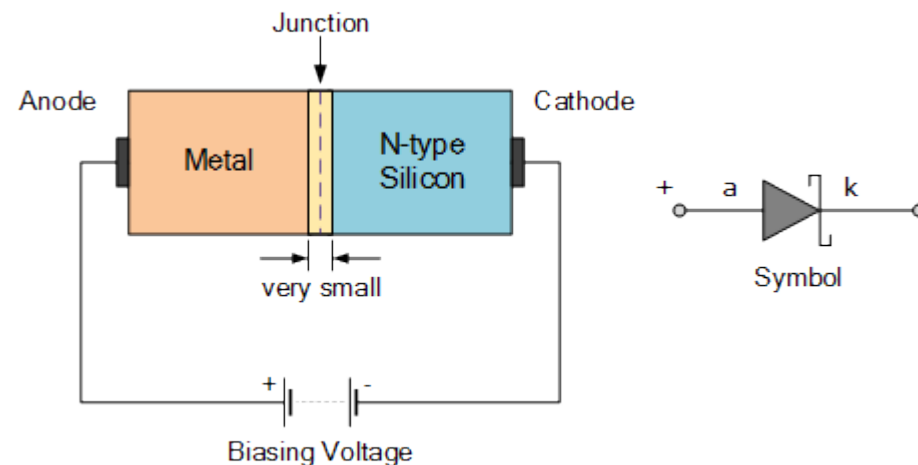 Junction
Anode
Cathode
Metal
N-type
Silicon
very small
+
-
Biasing Voltage
+
a
k
Symbol